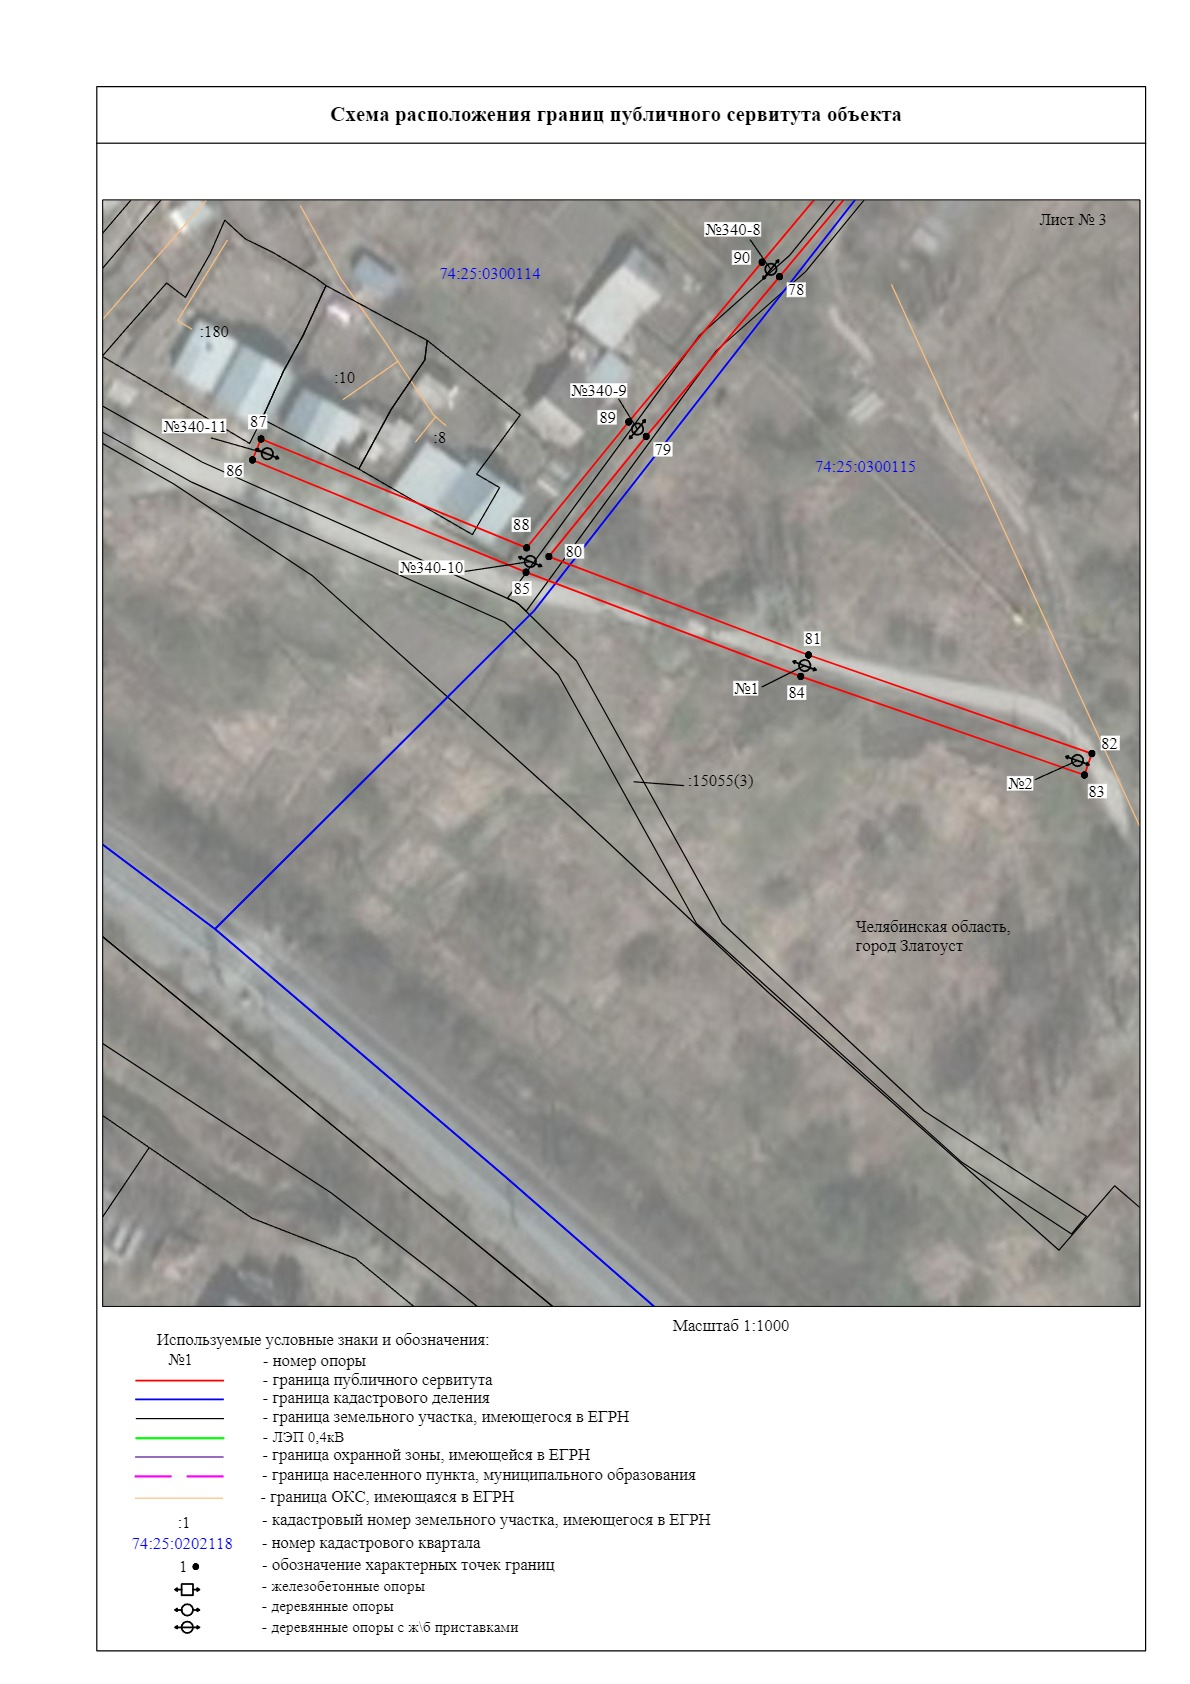 Схема расположения границ публичного сервитута объекта
Лист № 3
№340-8
90
74:25:0300114
78
:180
:10
№340-9
89
87
№340-11
:8
79
86
74:25:0300115
88
80
№340-10
85
81
№1
84
82
№2
83
:15055(3)
Челябинская область,
город Златоуст
Масштаб 1:1000
Используемые условные знаки и обозначения:
№1 - номер опоры
- граница публичного сервитута
- граница кадастрового деления
- граница земельного участка, имеющегося в ЕГРН
- ЛЭП 0,4кВ
- граница охранной зоны, имеющейся в ЕГРН
- граница населенного пункта, муниципального образования
- граница ОКС, имеющаяся в ЕГРН
:1 - кадастровый номер земельного участка, имеющегося в ЕГРН
74:25:0202118 - номер кадастрового квартала
1 - обозначение характерных точек границ
- железобетонные опоры
- деревянные опоры
- деревянные опоры с ж\б приставками